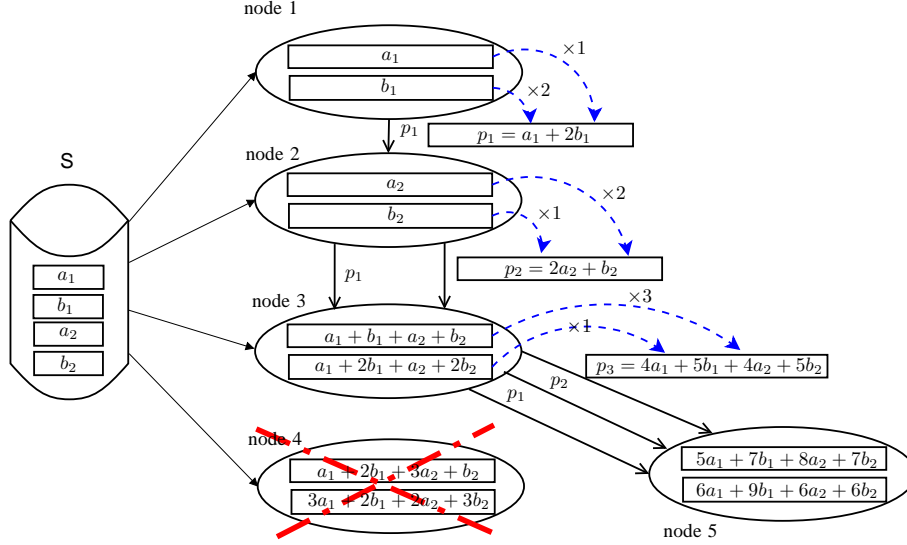 node 1
a₁
×1
b₁
×2
p₁
p₁ = a₁ + 2b₁
node 2
S
a₂
×2
b₂
×1
p₁
p₂ = 2a₂ + b₂
a₁
b₁
a₂
b₂
node 3
×3
a₁ + b₁ + a₂ + b₂
×1
a₁ + 2b₁ + a₂ + 2b₂
p₃ = 4a₁ + 5b₁ + 4a₂ + 5b₂
p₂
p₁
node 4
a₁ + 2b₁ + 3a₂ + b₂
3a₁ + 2b₁ + 2a₂ + 3b₂
5a₁ + 7b₁ + 8a₂ + 7b₂
6a₁ + 9b₁ + 6a₂ + 6b₂
node 5